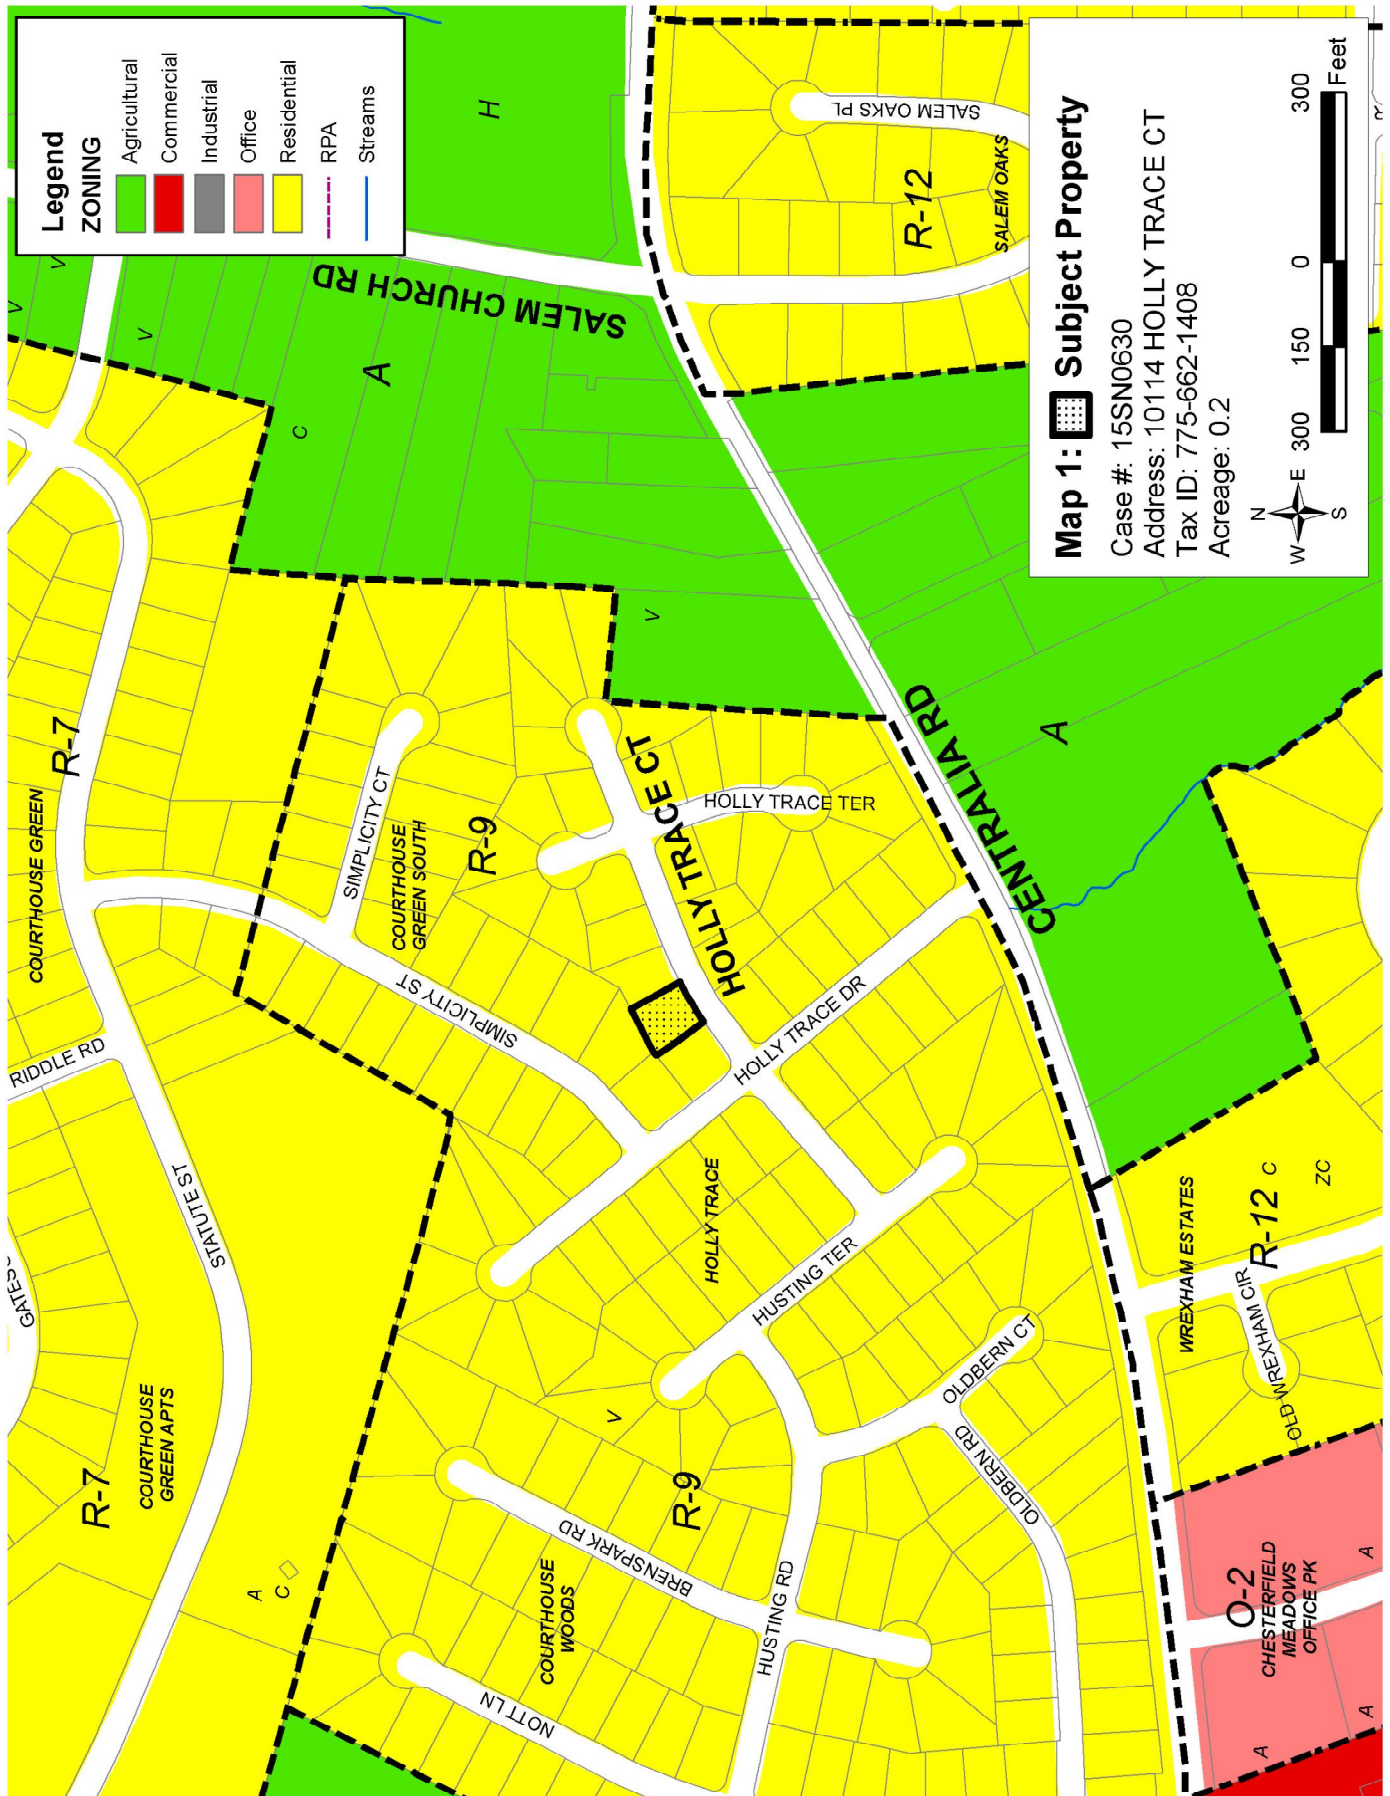 Legend
ZONING
Agricultural
Commercial
Industrial
Office
Residential
RPA
Streams
Map 1: Subject Property
Case #: 15SN0630
Address: 10114 HOLLY TRACE CT
Tax ID: 775-662-1408
Acreage: 0.2
N
W
E
S
300 150 0 300
Feet
COURTHOUSE GREEN
R-7
RIDDLE RD
STATUTE ST
R-7
COURTHOUSE
GREEN APTS
A
C
SIMPLICITY CT
COURTHOUSE
GREEN SOUTH
R-9
SIMPLICITY ST
HOLLY TRACE CT
HOLLY TRACE TER
HOLLY TRACE DR
HOLLY TRACE
HUSTING TER
OLDBERN CT
OLDBERN RD
V
R-9
BRENSPARK RD
COURTHOUSE
WOODS
HUSTING RD
NOTT LN
SALEM CHURCH RD
A
C
V
V
V
V
H
CENTRALIA RD
A
R-12
SALEM OAKS
SALEM OAKS PL
WREXHAM ESTATES
R-12
C
ZC
OLD WREXHAM CIR
O-2
CHESTERFIELD
MEADOWS
OFFICE PK
A
A
A